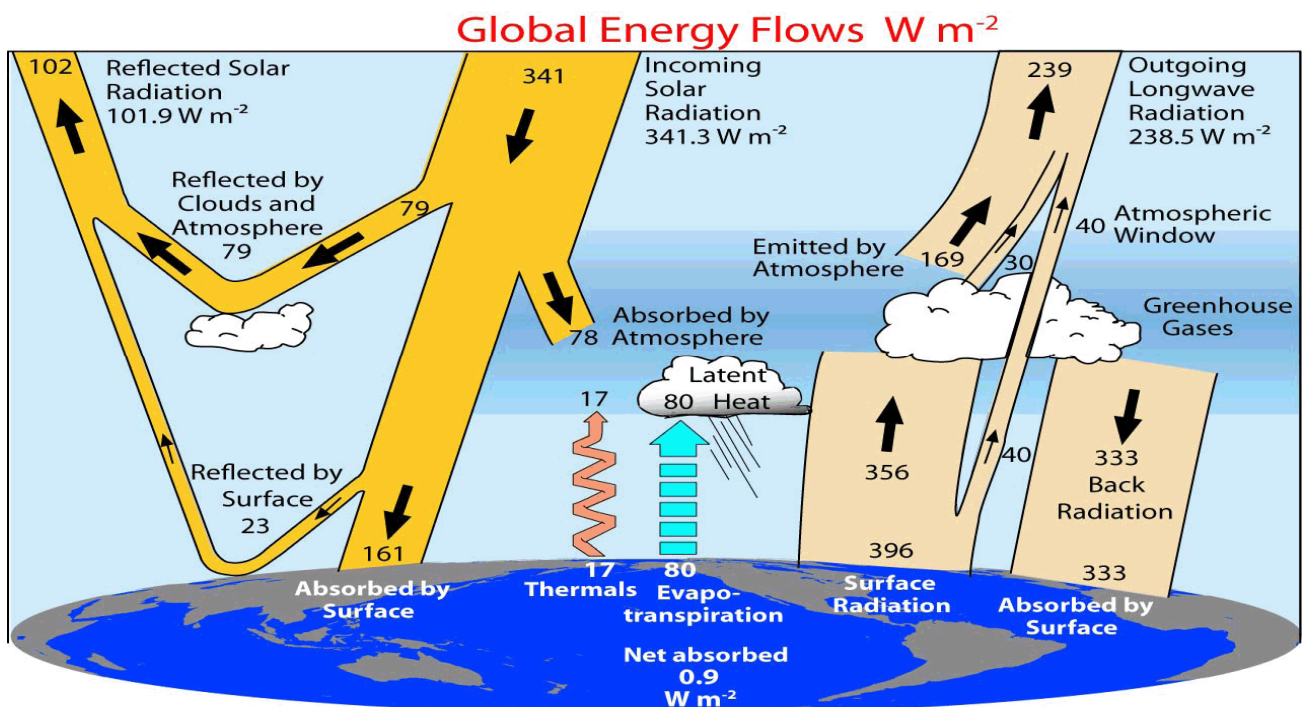 Global Energy Flows W m⁻²
102
Reflected Solar
Radiation
101.9 W m⁻²
341
Incoming
Solar
Radiation
341.3 W m⁻²
239
Outgoing
Longwave
Radiation
238.5 W m⁻²
Reflected by
Clouds and
Atmosphere
79
79
Emitted by
Atmosphere
169
30
40
Atmospheric
Window
Greenhouse
Gases
78
Absorbed by
Atmosphere
17
80
Latent
Heat
Reflected by
Surface
23
356
40
333
Back
Radiation
161
Absorbed by
Surface
17
Thermals
80
Evapo-
transpiration
396
Surface
Radiation
333
Absorbed by
Surface
Net absorbed
0.9
W m⁻²